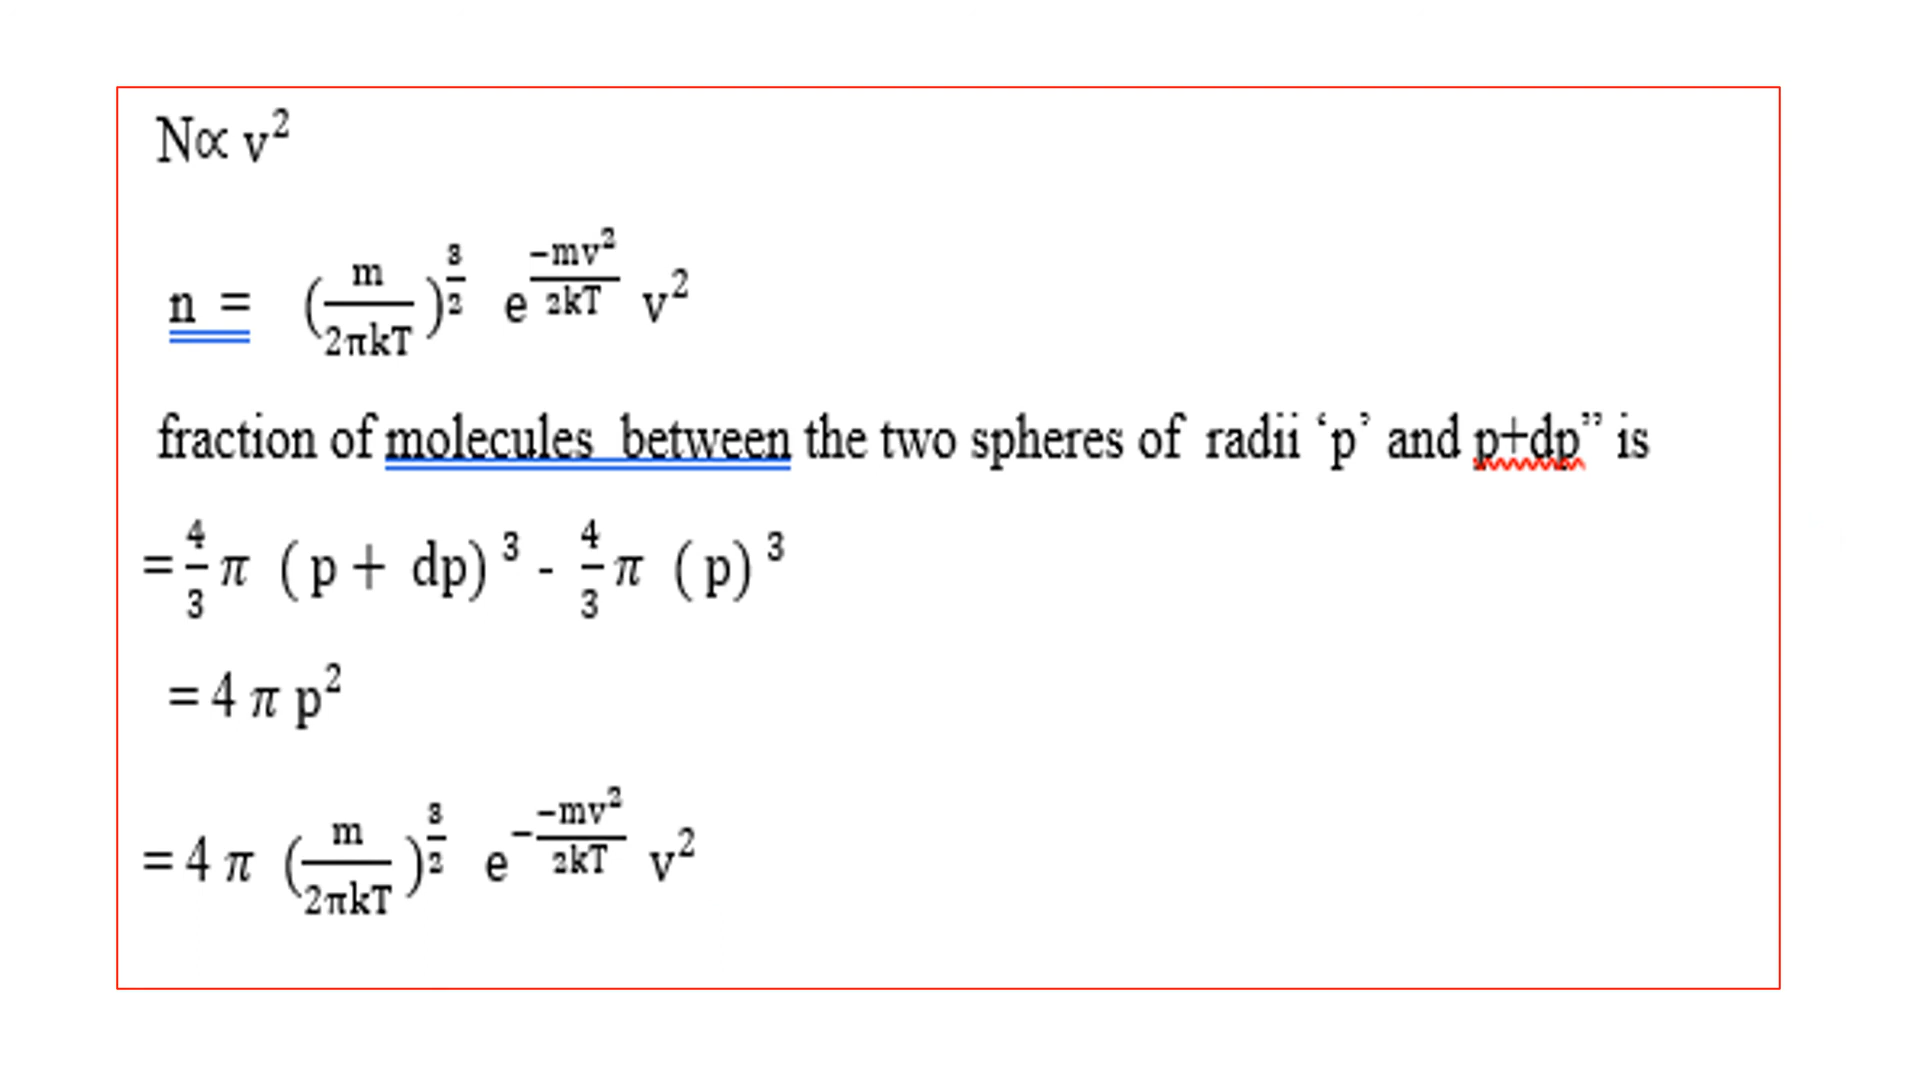 N∝ v²
n = (m/2πkT)^(3/2) e^(−mv²/2kT) v²
fraction of molecules between the two spheres of radii ‘p’ and p+dp” is
=4/3 π (p+ dp)³ - 4/3 π (p)³
= 4 π p²
= 4 π (m/2πkT)^(3/2) e^(−−mv²/2kT) v²